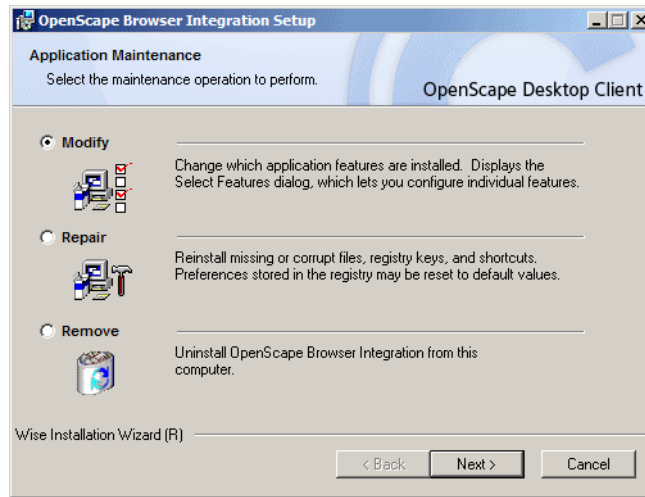 OpenScape Browser Integration Setup
Application Maintenance
Select the maintenance operation to perform.
OpenScape Desktop Client
Modify
Change which application features are installed.  Displays the
Select Features dialog, which lets you configure individual features.
Repair
Reinstall missing or corrupt files, registry keys, and shortcuts.
Preferences stored in the registry may be reset to default values.
Remove
Uninstall OpenScape Browser Integration from this
computer.
Wise Installation Wizard (R)
< Back
Next >
Cancel